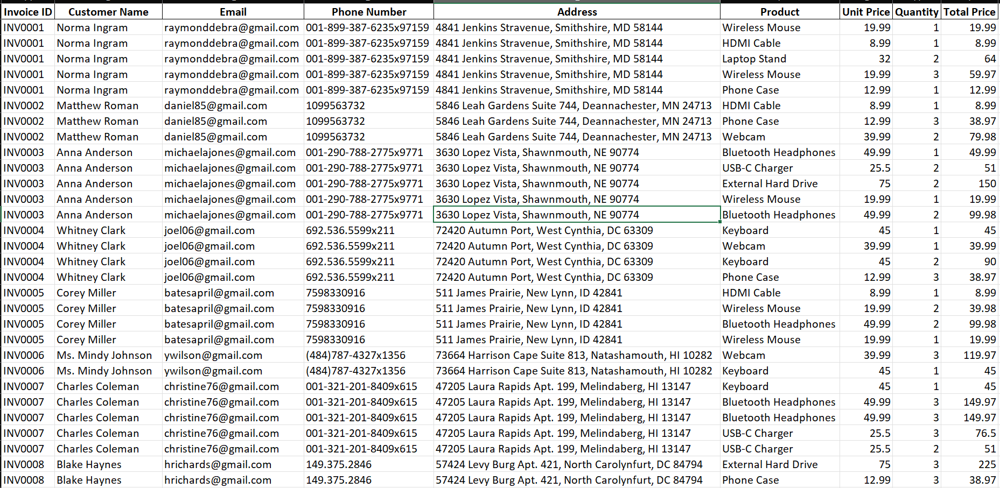 Invoice ID Customer Name Email Phone Number Address Product Unit Price Quantity Total Price
INV0001 Norma Ingram raymonddebra@gmail.com 001-899-387-6235x97159 4841 Jenkins Stravenue, Smithshire, MD 58144 Wireless Mouse 19.99 1 19.99
INV0001 Norma Ingram raymonddebra@gmail.com 001-899-387-6235x97159 4841 Jenkins Stravenue, Smithshire, MD 58144 HDMI Cable 8.99 1 8.99
INV0001 Norma Ingram raymonddebra@gmail.com 001-899-387-6235x97159 4841 Jenkins Stravenue, Smithshire, MD 58144 Laptop Stand 32 2 64
INV0001 Norma Ingram raymonddebra@gmail.com 001-899-387-6235x97159 4841 Jenkins Stravenue, Smithshire, MD 58144 Wireless Mouse 19.99 3 59.97
INV0001 Norma Ingram raymonddebra@gmail.com 001-899-387-6235x97159 4841 Jenkins Stravenue, Smithshire, MD 58144 Phone Case 12.99 1 12.99
INV0002 Matthew Roman daniel85@gmail.com 1099563732 5846 Leah Gardens Suite 744, Deannachester, MN 24713 HDMI Cable 8.99 1 8.99
INV0002 Matthew Roman daniel85@gmail.com 1099563732 5846 Leah Gardens Suite 744, Deannachester, MN 24713 Phone Case 12.99 3 38.97
INV0002 Matthew Roman daniel85@gmail.com 1099563732 5846 Leah Gardens Suite 744, Deannachester, MN 24713 Webcam 39.99 2 79.98
INV0003 Anna Anderson michaelajones@gmail.com 001-290-788-2775x9771 3630 Lopez Vista, Shawnmouth, NE 90774 Bluetooth Headphones 49.99 1 49.99
INV0003 Anna Anderson michaelajones@gmail.com 001-290-788-2775x9771 3630 Lopez Vista, Shawnmouth, NE 90774 USB-C Charger 25.5 2 51
INV0003 Anna Anderson michaelajones@gmail.com 001-290-788-2775x9771 3630 Lopez Vista, Shawnmouth, NE 90774 External Hard Drive 75 2 150
INV0003 Anna Anderson michaelajones@gmail.com 001-290-788-2775x9771 3630 Lopez Vista, Shawnmouth, NE 90774 Wireless Mouse 19.99 1 19.99
INV0003 Anna Anderson michaelajones@gmail.com 001-290-788-2775x9771 3630 Lopez Vista, Shawnmouth, NE 90774 Bluetooth Headphones 49.99 2 99.98
INV0004 Whitney Clark joel06@gmail.com 692.536.5599x211 72420 Autumn Port, West Cynthia, DC 63309 Keyboard 45 1 45
INV0004 Whitney Clark joel06@gmail.com 692.536.5599x211 72420 Autumn Port, West Cynthia, DC 63309 Webcam 39.99 1 39.99
INV0004 Whitney Clark joel06@gmail.com 692.536.5599x211 72420 Autumn Port, West Cynthia, DC 63309 Keyboard 45 2 90
INV0004 Whitney Clark joel06@gmail.com 692.536.5599x211 72420 Autumn Port, West Cynthia, DC 63309 Phone Case 12.99 3 38.97
INV0005 Corey Miller batesapril@gmail.com 7598330916 511 James Prairie, New Lynn, ID 42841 HDMI Cable 8.99 1 8.99
INV0005 Corey Miller batesapril@gmail.com 7598330916 511 James Prairie, New Lynn, ID 42841 Wireless Mouse 19.99 2 39.98
INV0005 Corey Miller batesapril@gmail.com 7598330916 511 James Prairie, New Lynn, ID 42841 Bluetooth Headphones 49.99 2 99.98
INV0005 Corey Miller batesapril@gmail.com 7598330916 511 James Prairie, New Lynn, ID 42841 Wireless Mouse 19.99 1 19.99
INV0006 Ms. Mindy Johnson ywilson@gmail.com (484)787-4327x1356 73664 Harrison Cape Suite 813, Natashamouth, HI 10282 Webcam 39.99 3 119.97
INV0006 Ms. Mindy Johnson ywilson@gmail.com (484)787-4327x1356 73664 Harrison Cape Suite 813, Natashamouth, HI 10282 Keyboard 45 1 45
INV0007 Charles Coleman christine76@gmail.com 001-321-201-8409x615 47205 Laura Rapids Apt. 199, Melindaberg, HI 13147 Keyboard 45 1 45
INV0007 Charles Coleman christine76@gmail.com 001-321-201-8409x615 47205 Laura Rapids Apt. 199, Melindaberg, HI 13147 Bluetooth Headphones 49.99 3 149.97
INV0007 Charles Coleman christine76@gmail.com 001-321-201-8409x615 47205 Laura Rapids Apt. 199, Melindaberg, HI 13147 Bluetooth Headphones 49.99 3 149.97
INV0007 Charles Coleman christine76@gmail.com 001-321-201-8409x615 47205 Laura Rapids Apt. 199, Melindaberg, HI 13147 USB-C Charger 25.5 3 76.5
INV0007 Charles Coleman christine76@gmail.com 001-321-201-8409x615 47205 Laura Rapids Apt. 199, Melindaberg, HI 13147 USB-C Charger 25.5 2 51
INV0008 Blake Haynes hrichards@gmail.com 149.375.2846 57424 Levy Burg Apt. 421, North Carolynfurt, DC 84794 External Hard Drive 75 3 225
INV0008 Blake Haynes hrichards@gmail.com 149.375.2846 57424 Levy Burg Apt. 421, North Carolynfurt, DC 84794 Phone Case 12.99 3 38.97